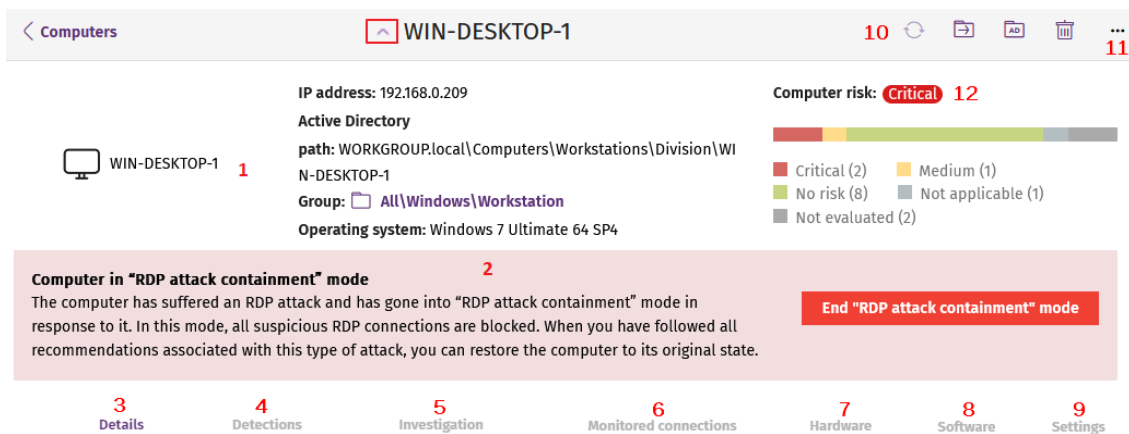 Computers
WIN-DESKTOP-1
10
AD
11
IP address: 192.168.0.209
Active Directory
path: WORKGROUP.local\Computers\Workstations\Division\WI
N-DESKTOP-1
Group: All\Windows\Workstation
Operating system: Windows 7 Ultimate 64 SP4
WIN-DESKTOP-1 1
Computer risk: Critical 12
Critical (2) Medium (1)
No risk (8) Not applicable (1)
Not evaluated (2)
2
Computer in “RDP attack containment” mode
The computer has suffered an RDP attack and has gone into “RDP attack containment” mode in
response to it. In this mode, all suspicious RDP connections are blocked. When you have followed all
recommendations associated with this type of attack, you can restore the computer to its original state.
End "RDP attack containment" mode
3 4 5 6 7 8 9
Details Detections Investigation Monitored connections Hardware Software Settings